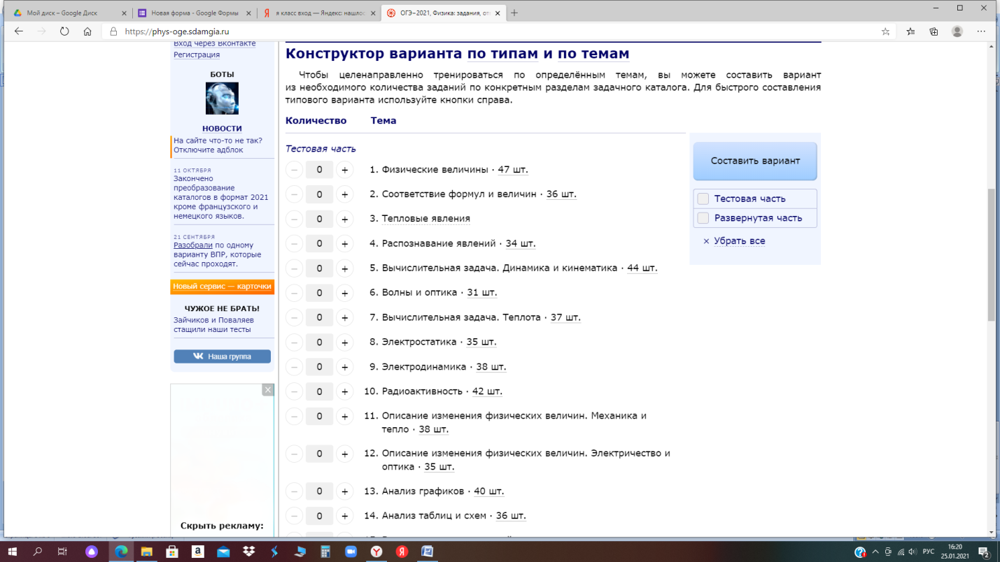 Мой диск – Google Диск
Новая форма - Google Формы
я класс вход — Яндекс: нашлос
ОГЭ–2021, Физика: задания, от
https://phys-oge.sdamgia.ru
Вход через Вконтакте
Регистрация
БОТЫ
НОВОСТИ
На сайте что-то не так?
Отключите адблок
11 ОКТЯБРЯ
Закончено
преобразование
каталогов в формат 2021
кроме французского и
немецкого языков.
21 СЕНТЯБРЯ
Разобрали по одному
варианту ВПР, которые
сейчас проходят.
Новый сервис — карточки
ЧУЖОЕ НЕ БРАТЬ!
Зайчиков и Поваляев
стащили наши тесты
Наша группа
Скрыть рекламу:
Конструктор варианта по типам и по темам
Чтобы целенаправленно тренироваться по определённым темам, вы можете составить вариант
из необходимого количества заданий по конкретным разделам задачного каталога. Для быстрого составления
типового варианта используйте кнопки справа.
Количество Тема
Тестовая часть
– 0 + 1. Физические величины · 47 шт.
– 0 + 2. Соответствие формул и величин · 36 шт.
– 0 + 3. Тепловые явления
– 0 + 4. Распознавание явлений · 34 шт.
– 0 + 5. Вычислительная задача. Динамика и кинематика · 44 шт.
– 0 + 6. Волны и оптика · 31 шт.
– 0 + 7. Вычислительная задача. Теплота · 37 шт.
– 0 + 8. Электростатика · 35 шт.
– 0 + 9. Электродинамика · 38 шт.
– 0 + 10. Радиоактивность · 42 шт.
– 0 + 11. Описание изменения физических величин. Механика и
тепло · 38 шт.
– 0 + 12. Описание изменения физических величин. Электричество и
оптика · 35 шт.
– 0 + 13. Анализ графиков · 40 шт.
– 0 + 14. Анализ таблиц и схем · 36 шт.
Составить вариант
Тестовая часть
Развернутая часть
× Убрать все
РУС
16:20
25.01.2021
2